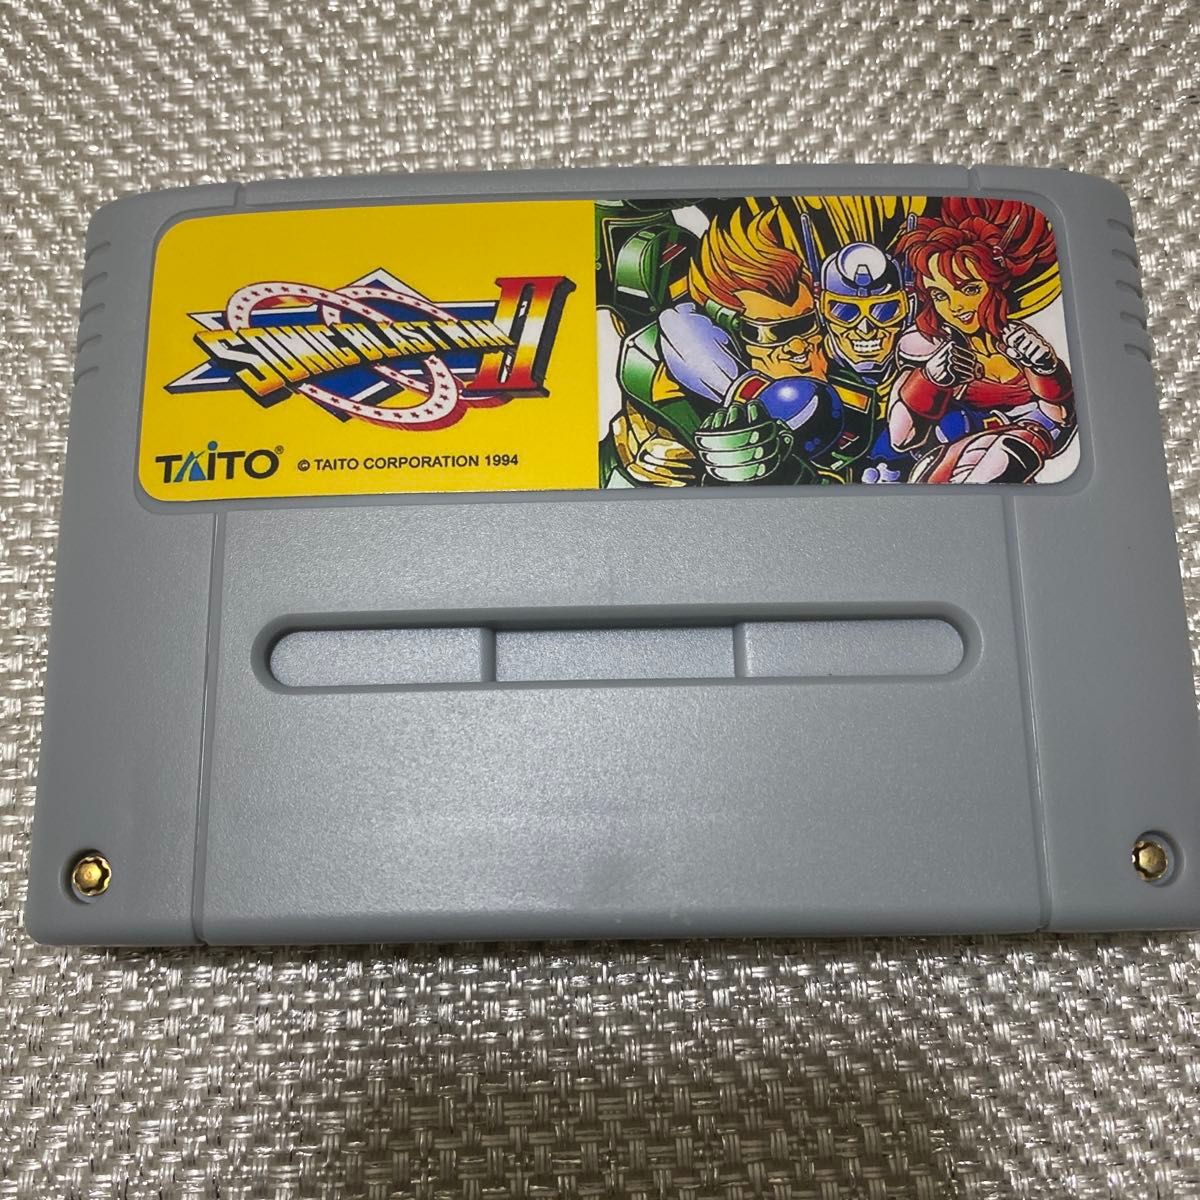 SONIC BLAST MAN II
TAITO® © TAITO CORPORATION 1994